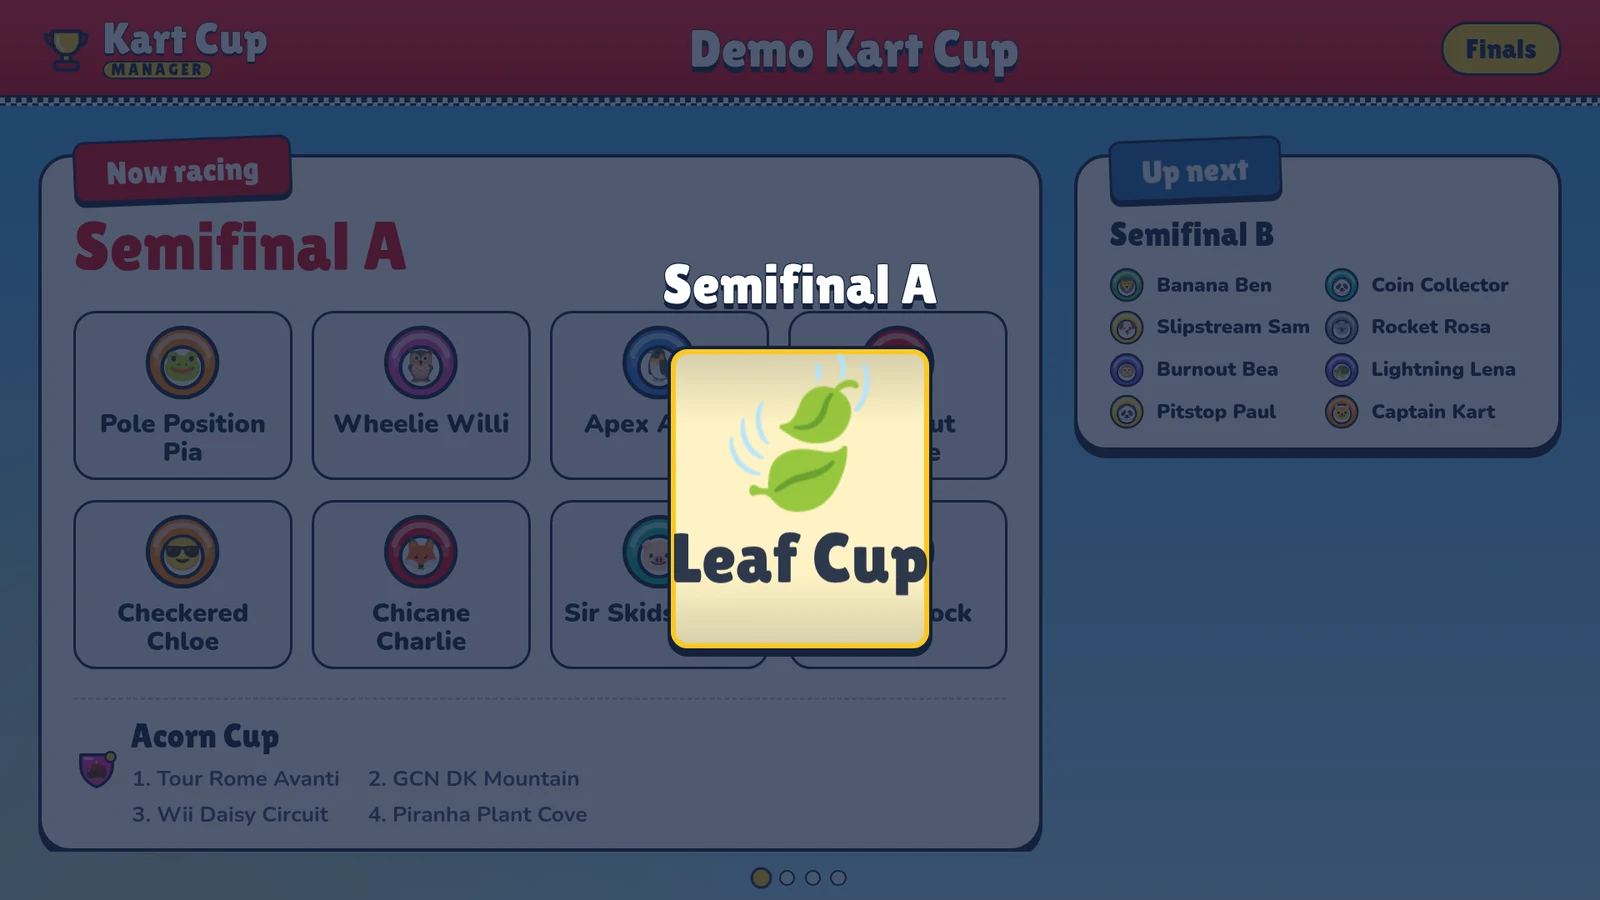 Kart Cup
MANAGER
Demo Kart Cup
Finals
Now racing
Semifinal A
Pole Position
Pia
Wheelie Willi
Apex
Checkered
Chloe
Chicane
Charlie
Sir
Semifinal A
Leaf Cup
Acorn Cup
1. Tour Rome Avanti
2. GCN DK Mountain
3. Wii Daisy Circuit
4. Piranha Plant Cove
Up next
Semifinal B
Banana Ben
Coin Collector
Slipstream Sam
Rocket Rosa
Burnout Bea
Lightning Lena
Pitstop Paul
Captain Kart